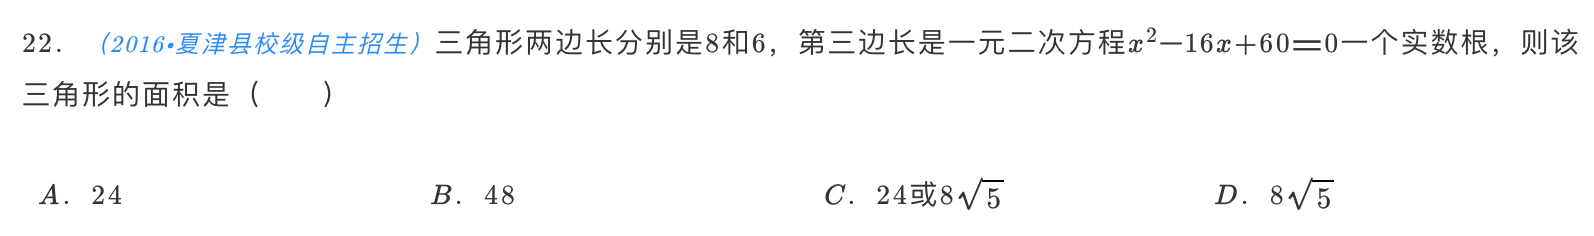 22. （2016•夏津县校级自主招生）三角形两边长分别是8和6，第三边长是一元二次方程x²−16x+60=0一个实数根，则该
三角形的面积是（　　）
A. 24 B. 48 C. 24或8√5 D. 8√5